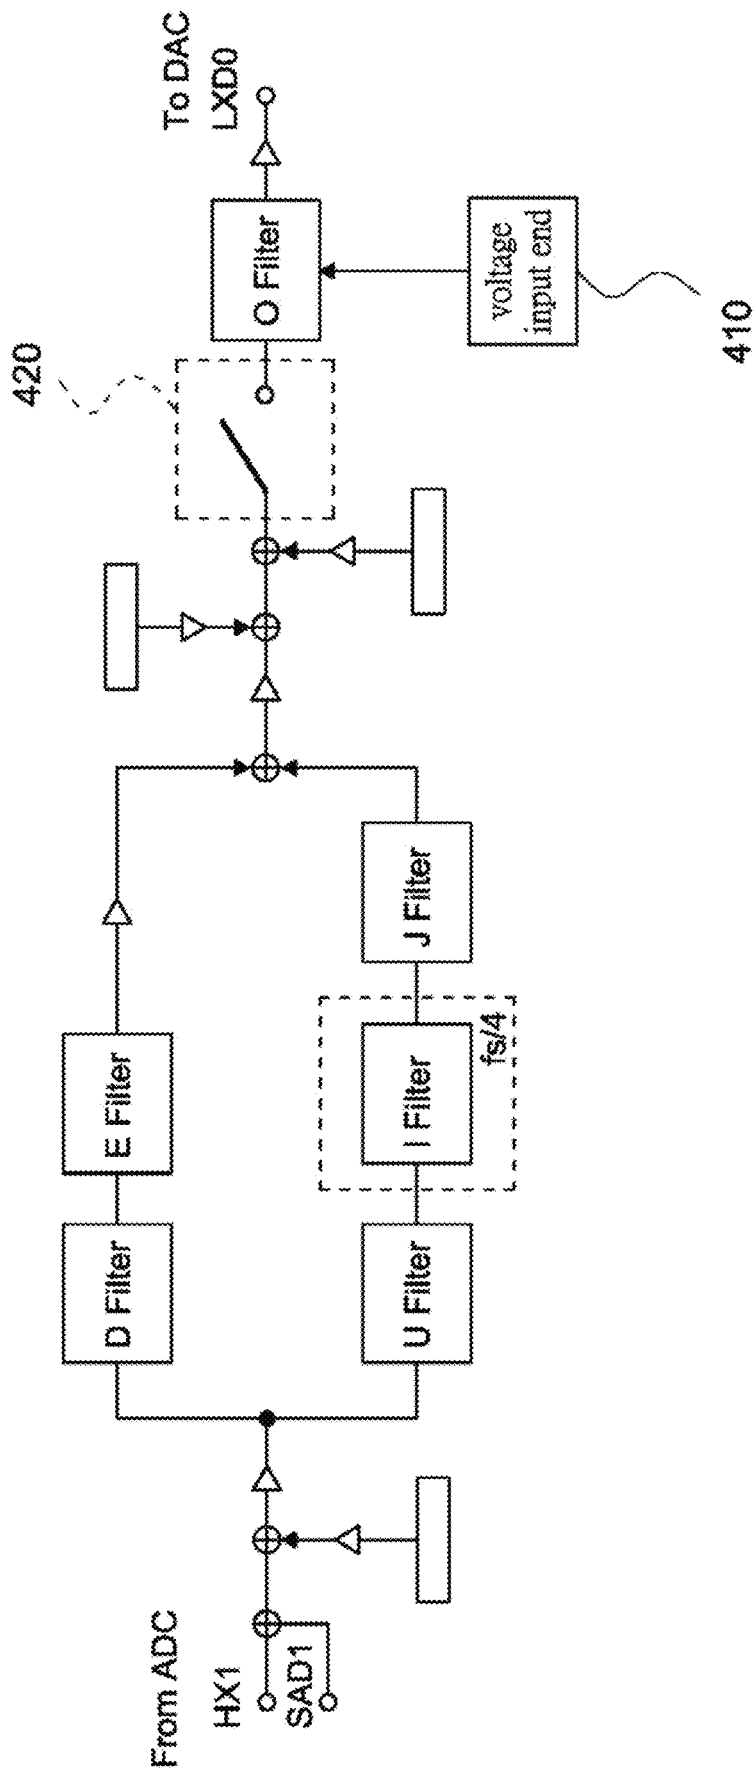 From ADC
HX1
SAD1
D Filter
E Filter
U Filter
I Filter
fs/4
J Filter
420
O Filter
To DAC
LXD0
voltage
input end
410